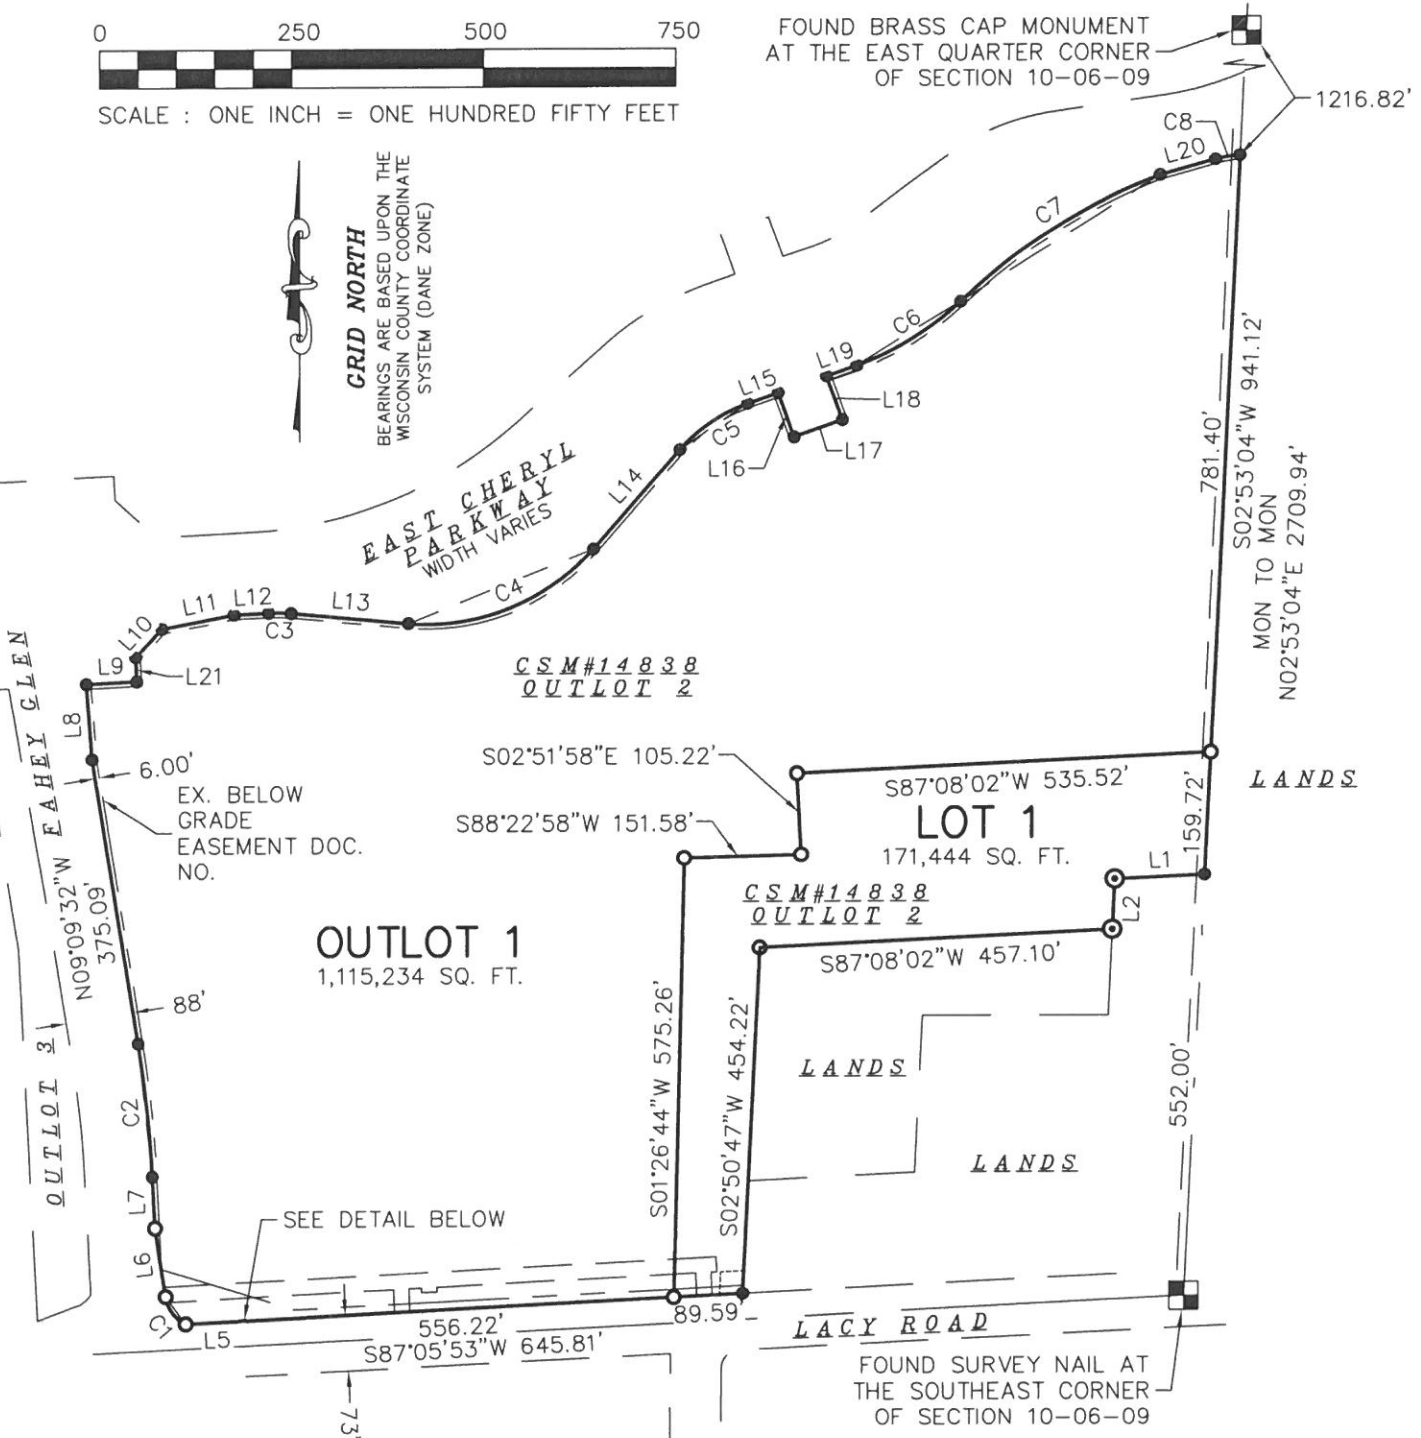 0 250 500 750
SCALE : ONE INCH = ONE HUNDRED FIFTY FEET
FOUND BRASS CAP MONUMENT
AT THE EAST QUARTER CORNER
OF SECTION 10-06-09
1216.82'
GRID NORTH
BEARINGS ARE BASED UPON THE
WISCONSIN COUNTY COORDINATE
SYSTEM (DANE ZONE)
C8
L20
C7
C6
L19
L18
L17
L16
L15
C5
L14
EAST CHERYL
PARKWAY
WIDTH VARIES
C4
L13
C3
L12
L11
L10
L9
L21
L8
781.40'
S02°53'04"W 941.12'
MON TO MON
N02°53'04"E 2709.94'
CSM#14838
OUTLOT 2
FAHEY GLEN
6.00'
EX. BELOW
GRADE
EASEMENT DOC.
NO.
N09°09'32"W
375.09'
88'
S02°51'58"E 105.22'
S88°22'58"W 151.58'
S87°08'02"W 535.52'
LOT 1
171,444 SQ. FT.
159.72'
LANDS
L1
L2
CSM#14838
OUTLOT 2
S87°08'02"W 457.10'
OUTLOT 1
1,115,234 SQ. FT.
S01°26'44"W 575.26'
S02°50'47"W 454.22'
LANDS
LANDS
552.00'
OUTLOT 3
C2
L7
L6
C1
L5
SEE DETAIL BELOW
556.22'
S87°05'53"W 645.81'
89.59'
LACY ROAD
73'
FOUND SURVEY NAIL AT
THE SOUTHEAST CORNER
OF SECTION 10-06-09